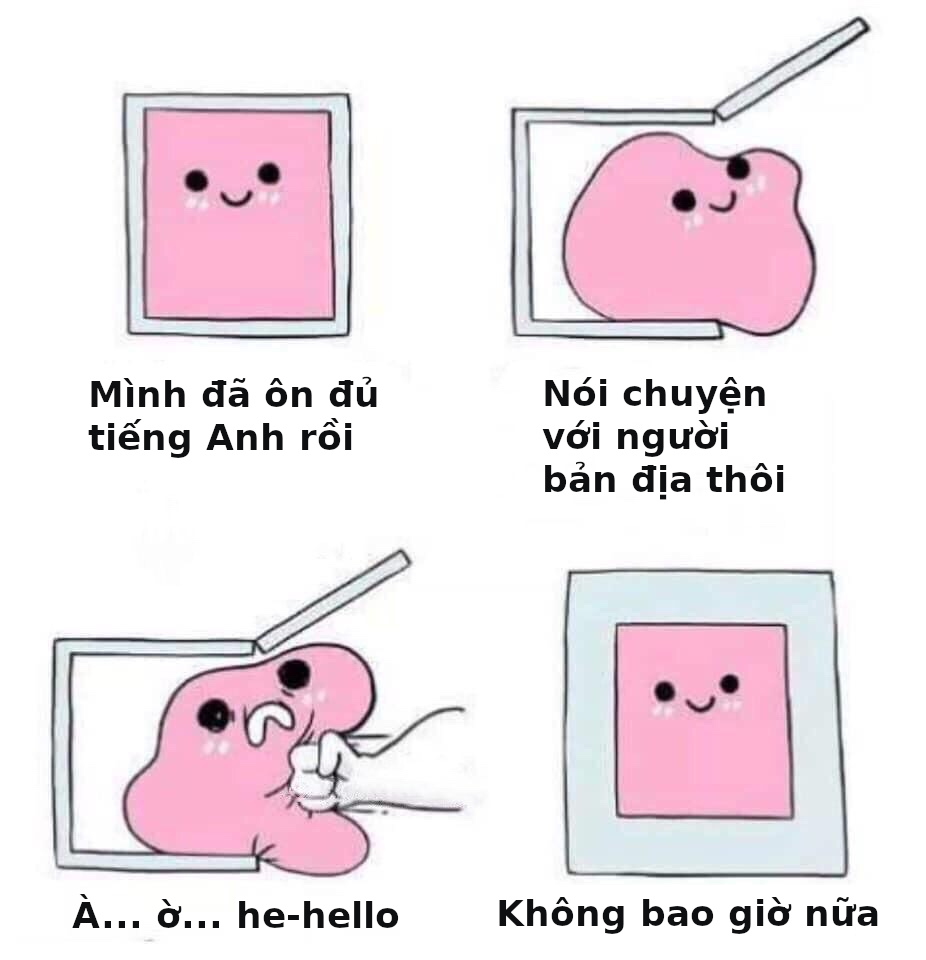 Mình đã ôn đủ
tiếng Anh rồi
Nói chuyện
với người
bản địa thôi
À... ờ... he-hello
Không bao giờ nữa